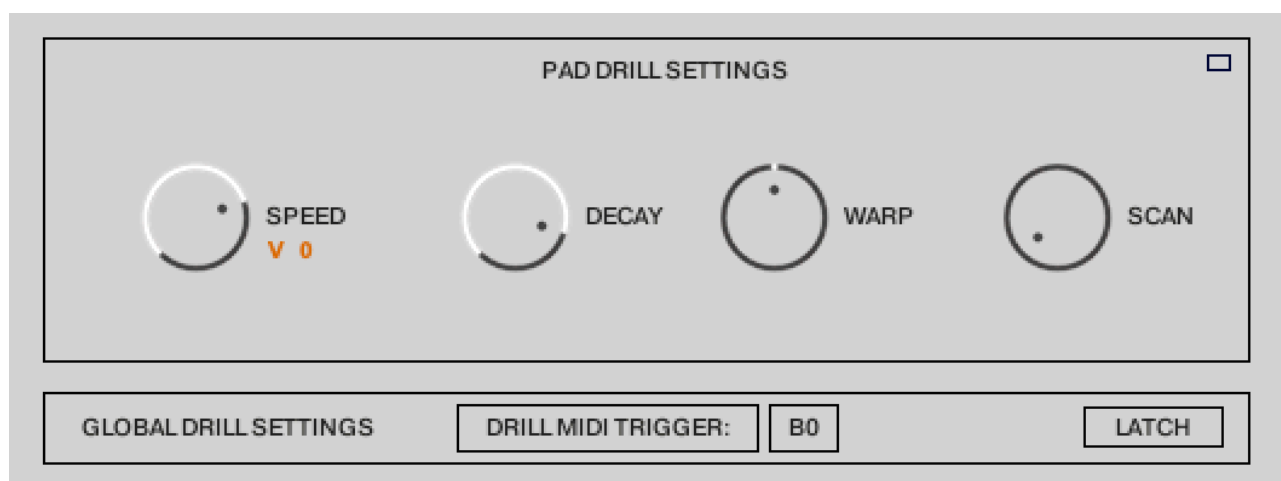 PAD DRILL SETTINGS
SPEED
V 0
DECAY
WARP
SCAN
GLOBAL DRILL SETTINGS
DRILL MIDI TRIGGER:
B0
LATCH